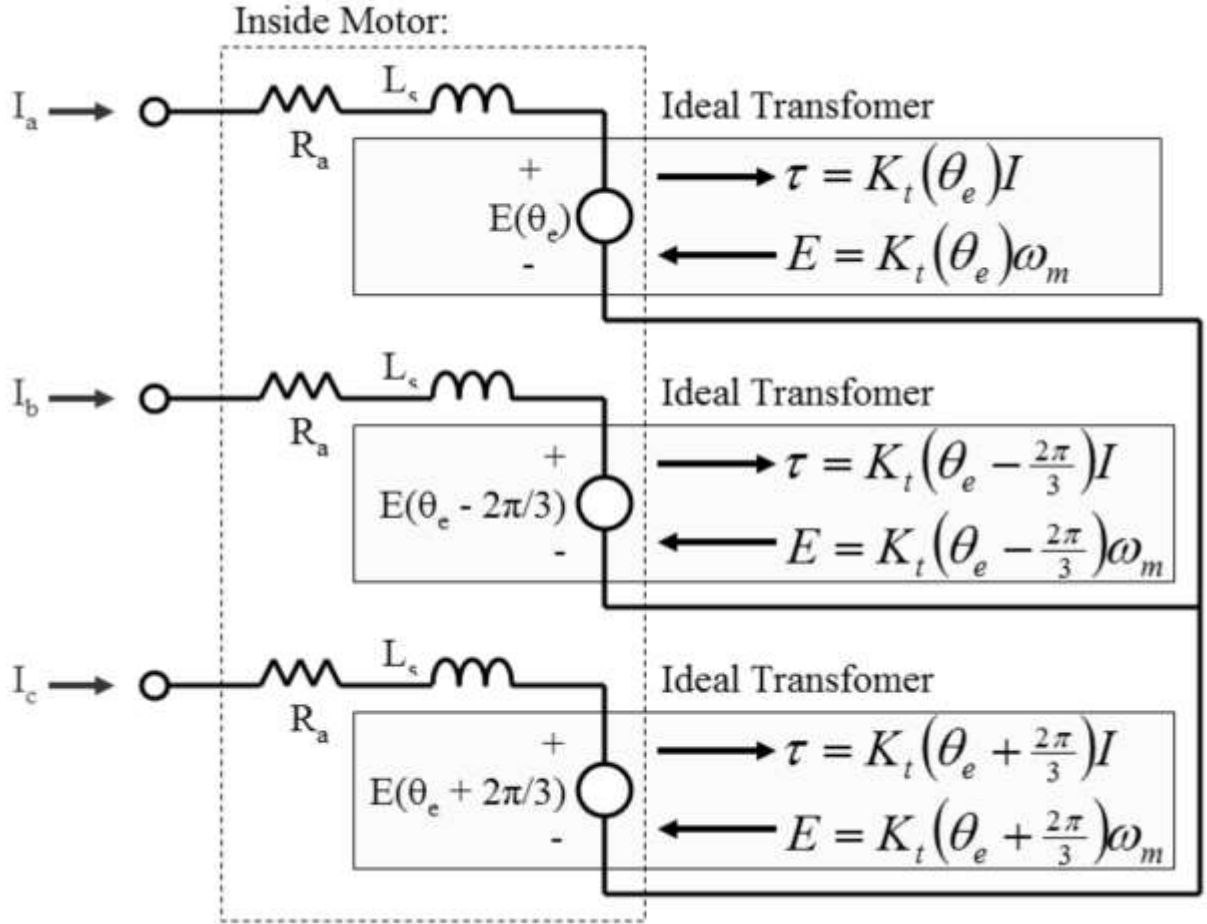 Inside Motor:
I_a
R_a
L_s
Ideal Transfomer
+
E(θ_e)
-
τ = K_t(θ_e)I
E = K_t(θ_e)ω_m
I_b
R_a
L_s
Ideal Transfomer
+
E(θ_e - 2π/3)
-
τ = K_t(θ_e − 2π/3)I
E = K_t(θ_e − 2π/3)ω_m
I_c
R_a
L_s
Ideal Transfomer
+
E(θ_e + 2π/3)
-
τ = K_t(θ_e + 2π/3)I
E = K_t(θ_e + 2π/3)ω_m